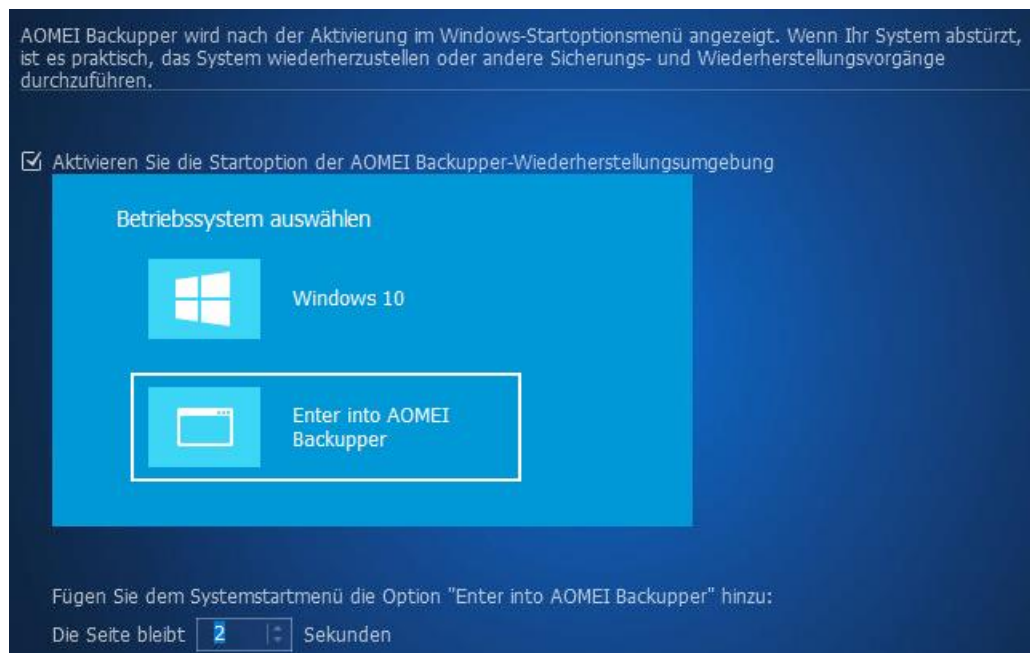 AOMEI Backupper wird nach der Aktivierung im Windows-Startoptionsmenü angezeigt. Wenn Ihr System abstürzt,
ist es praktisch, das System wiederherzustellen oder andere Sicherungs- und Wiederherstellungsvorgänge
durchzuführen.
Aktivieren Sie die Startoption der AOMEI Backupper-Wiederherstellungsumgebung
Betriebssystem auswählen
Windows 10
Enter into AOMEI
Backupper
Fügen Sie dem Systemstartmenü die Option "Enter into AOMEI Backupper" hinzu:
Die Seite bleibt 2 Sekunden